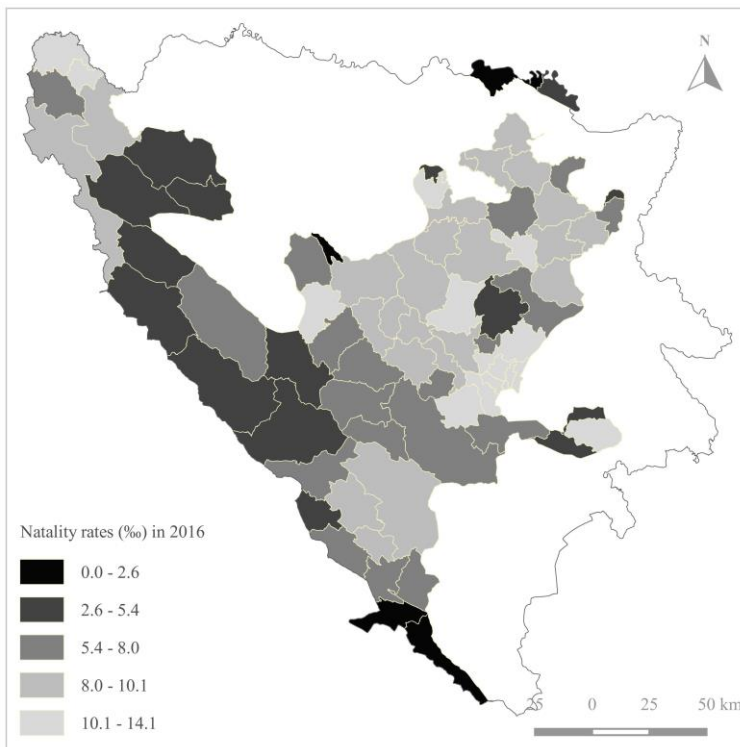 N
Natality rates (‰) in 2016
0.0 - 2.6
2.6 - 5.4
5.4 - 8.0
8.0 - 10.1
10.1 - 14.1
25 0 25 50 km